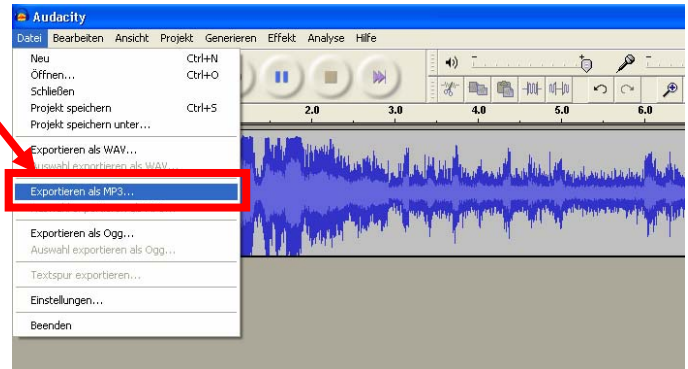 Audacity
Datei Bearbeiten Ansicht Projekt Generieren Effekt Analyse Hilfe
Neu Ctrl+N
Öffnen... Ctrl+O
Schließen
Projekt speichern Ctrl+S
Projekt speichern unter...
2.0 3.0 4.0 5.0 6.0
Exportieren als WAV...
Auswahl exportieren als WAV...
Exportieren als MP3...
Exportieren als Ogg...
Auswahl exportieren als Ogg...
Textspur exportieren...
Einstellungen...
Beenden